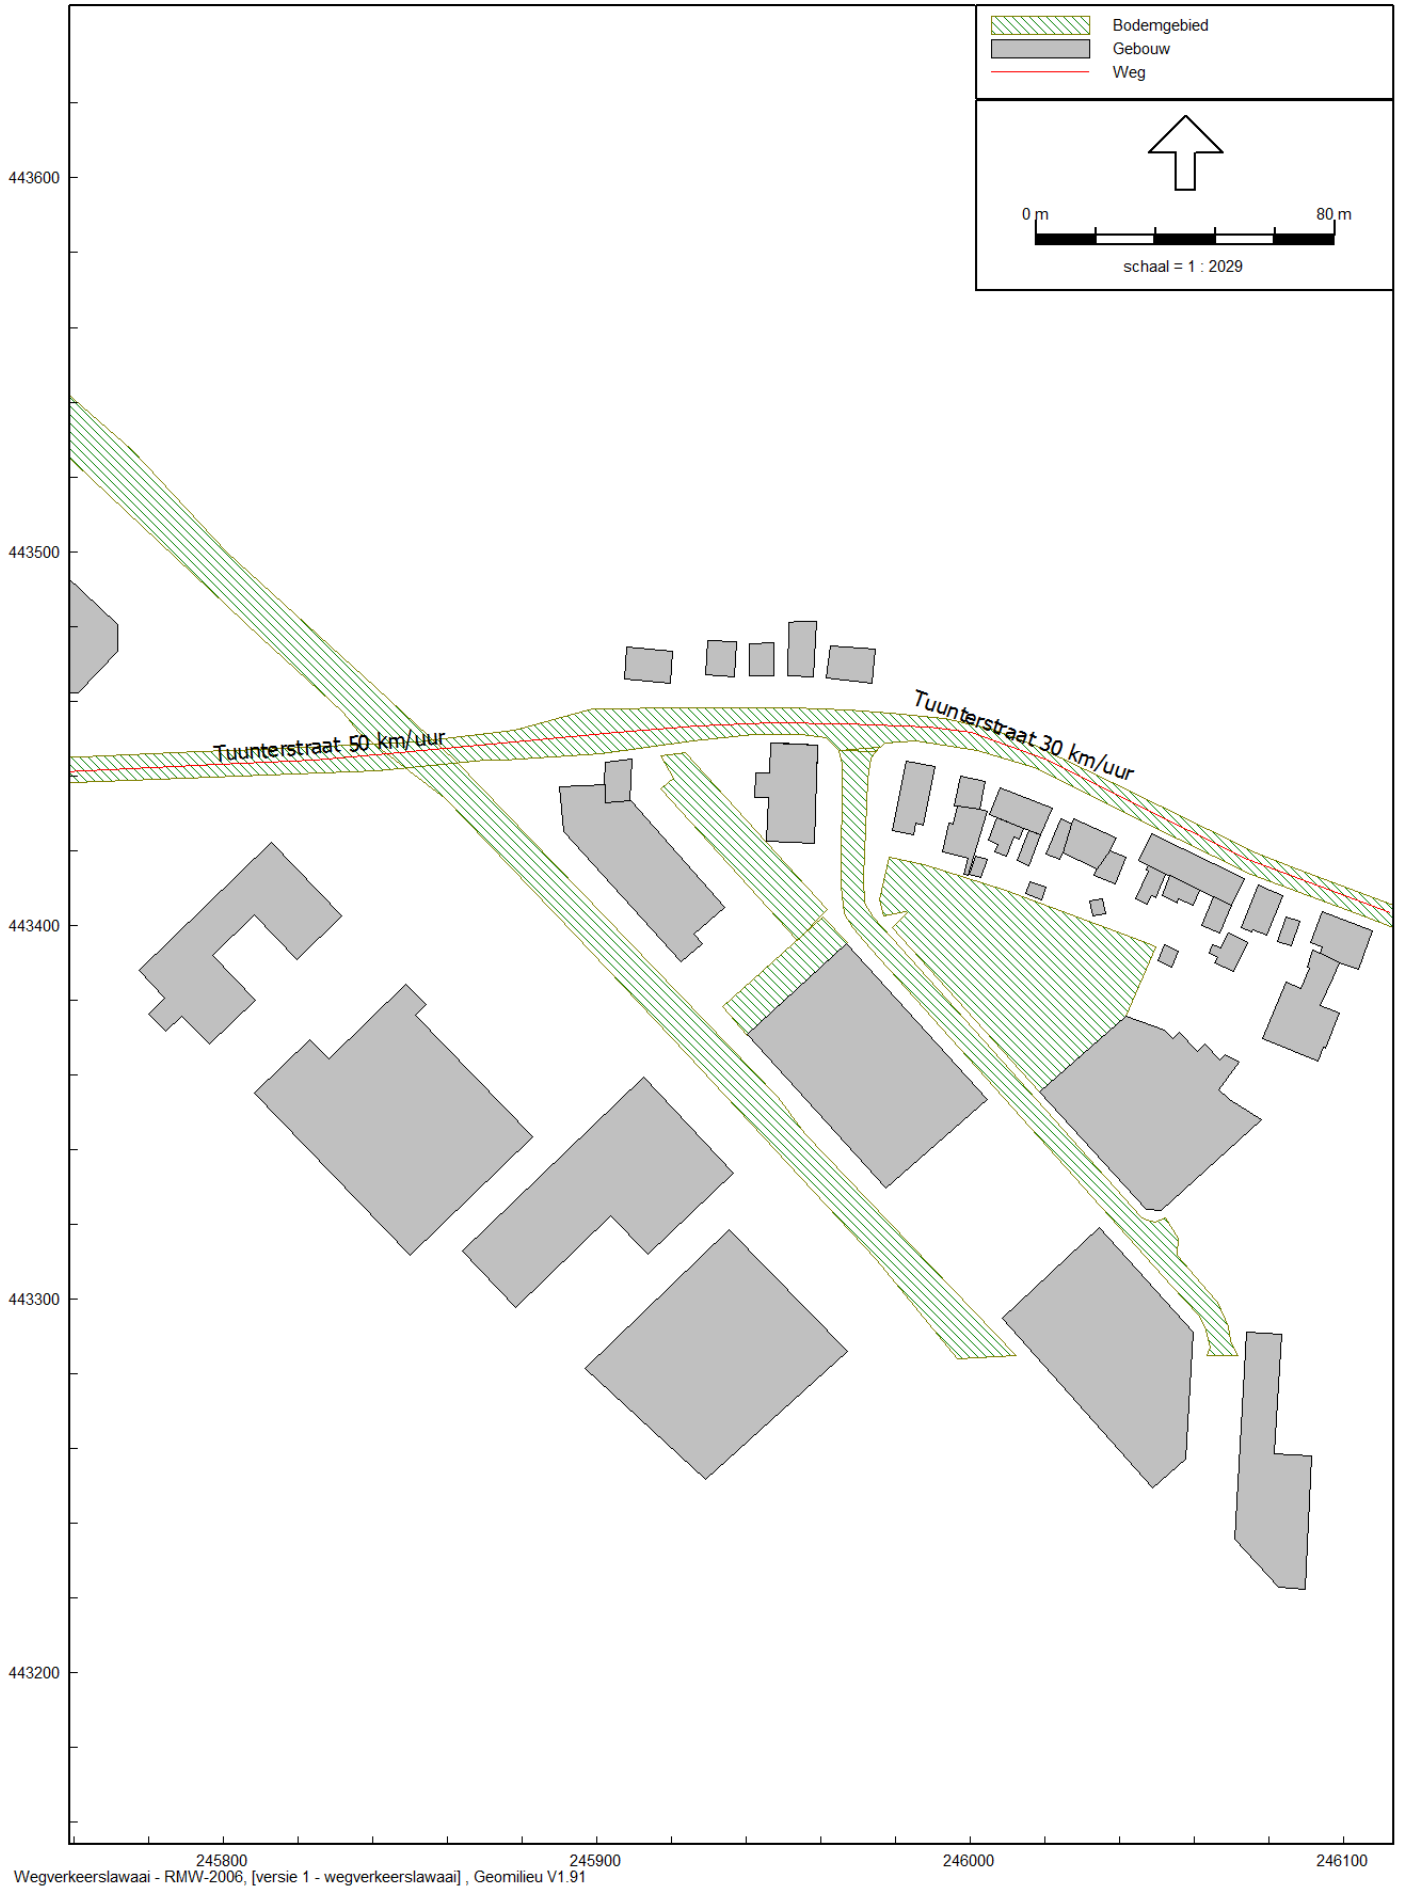 Bodemgebied
Gebouw
Weg
0 m 80 m
schaal = 1 : 2029
443600
443500
Tuunterstraat 50 km/uur
Tuunterstraat 30 km/uur
443400
443300
443200
245800 245900 246000 246100
Wegverkeerslawaai - RMW-2006, [versie 1 - wegverkeerslawaai] , Geomilieu V1.91